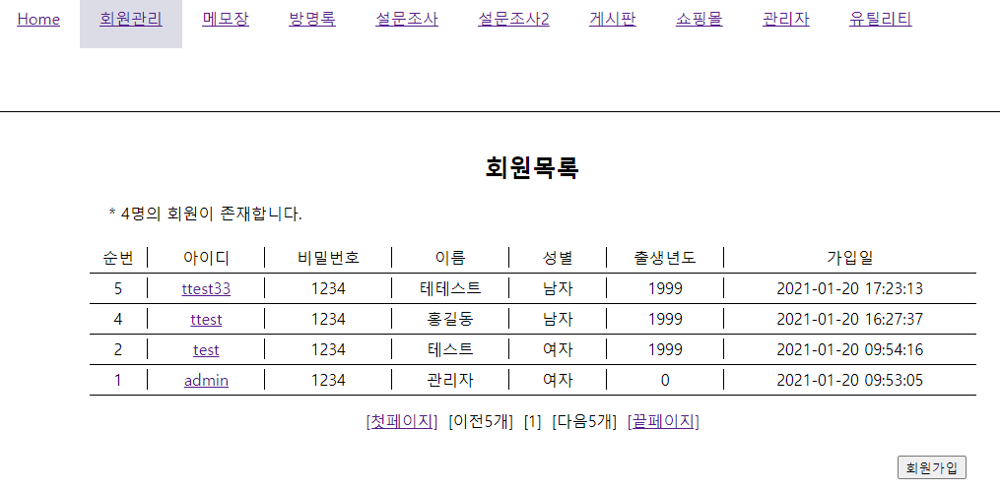 Home 회원관리 메모장 방명록 설문조사 설문조사2 게시판 쇼핑몰 관리자 유틸리티
회원목록
* 4명의 회원이 존재합니다.
순번 아이디 비밀번호 이름 성별 출생년도 가입일
5 ttest33 1234 테테스트 남자 1999 2021-01-20 17:23:13
4 ttest 1234 홍길동 남자 1999 2021-01-20 16:27:37
2 test 1234 테스트 여자 1999 2021-01-20 09:54:16
1 admin 1234 관리자 여자 0 2021-01-20 09:53:05
[첫페이지] [이전5개] [1] [다음5개] [끝페이지]
회원가입